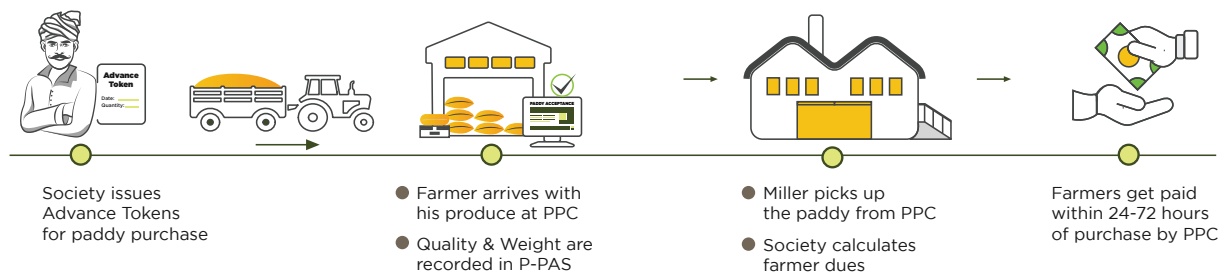 Advance
Token
Date:
Quantity:
PADDY ACCEPTANCE
Society issues
Advance Tokens
for paddy purchase
Farmer arrives with
his produce at PPC
Quality & Weight are
recorded in P-PAS
Miller picks up
the paddy from PPC
Society calculates
farmer dues
Farmers get paid
within 24-72 hours
of purchase by PPC